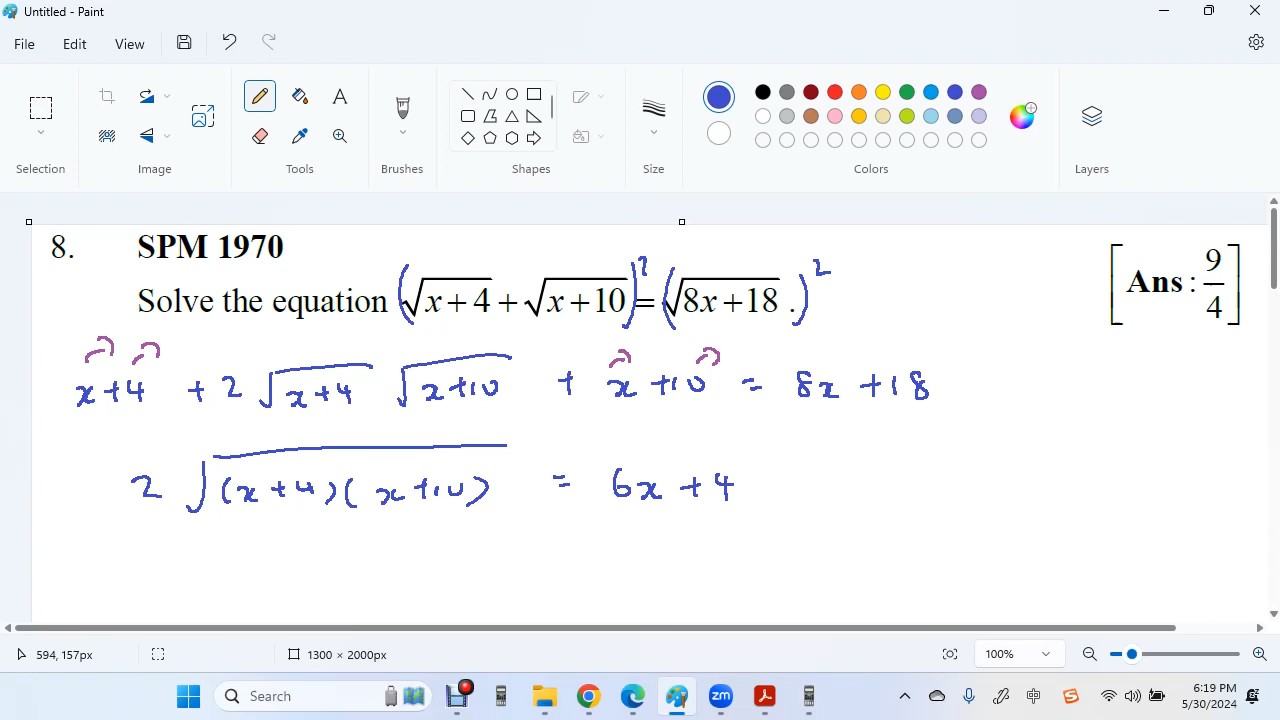 Untitled - Paint
File Edit View
Selection Image Tools Brushes Shapes Size Colors Layers
8. SPM 1970
Solve the equation (√(x+4) + √(x+10))² = (√(8x+18) .)² [Ans : 9/4]
x+4 + 2 √(x+4) √(x+10) + x+10 = 8x+18
2 √((x+4)(x+10)) = 6x+4
594, 157px 1300 × 2000px 100%
Search zm 中 S 6:19 PM
5/30/2024